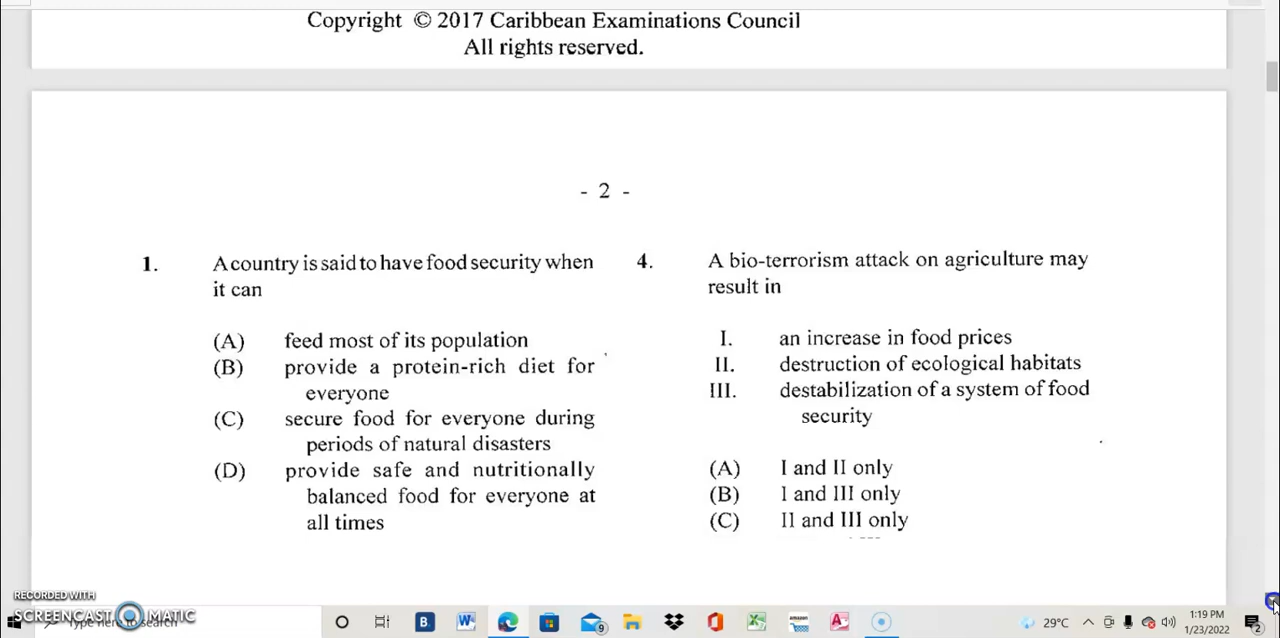 Copyright © 2017 Caribbean Examinations Council
All rights reserved.
- 2 -
1. A country is said to have food security when
it can
(A) feed most of its population
(B) provide a protein-rich diet for
everyone
(C) secure food for everyone during
periods of natural disasters
(D) provide safe and nutritionally
balanced food for everyone at
all times
4. A bio-terrorism attack on agriculture may
result in
I. an increase in food prices
II. destruction of ecological habitats
III. destabilization of a system of food
security
(A) I and II only
(B) I and III only
(C) II and III only
RECORDED WITH
SCREENCAST MATIC
Type here to search
29°C
1:19 PM
1/23/2022